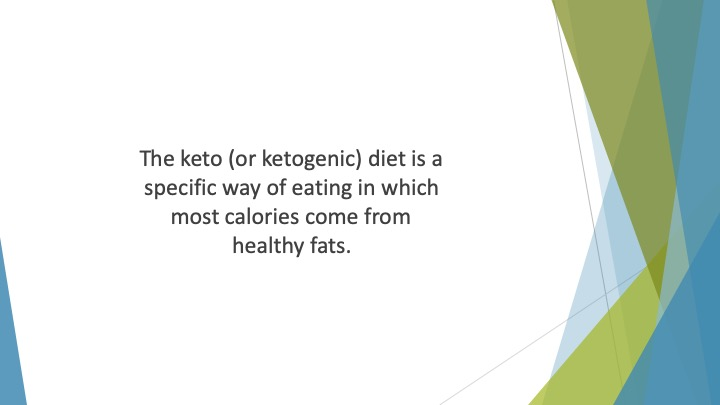 The keto (or ketogenic) diet is a
specific way of eating in which
most calories come from
healthy fats.